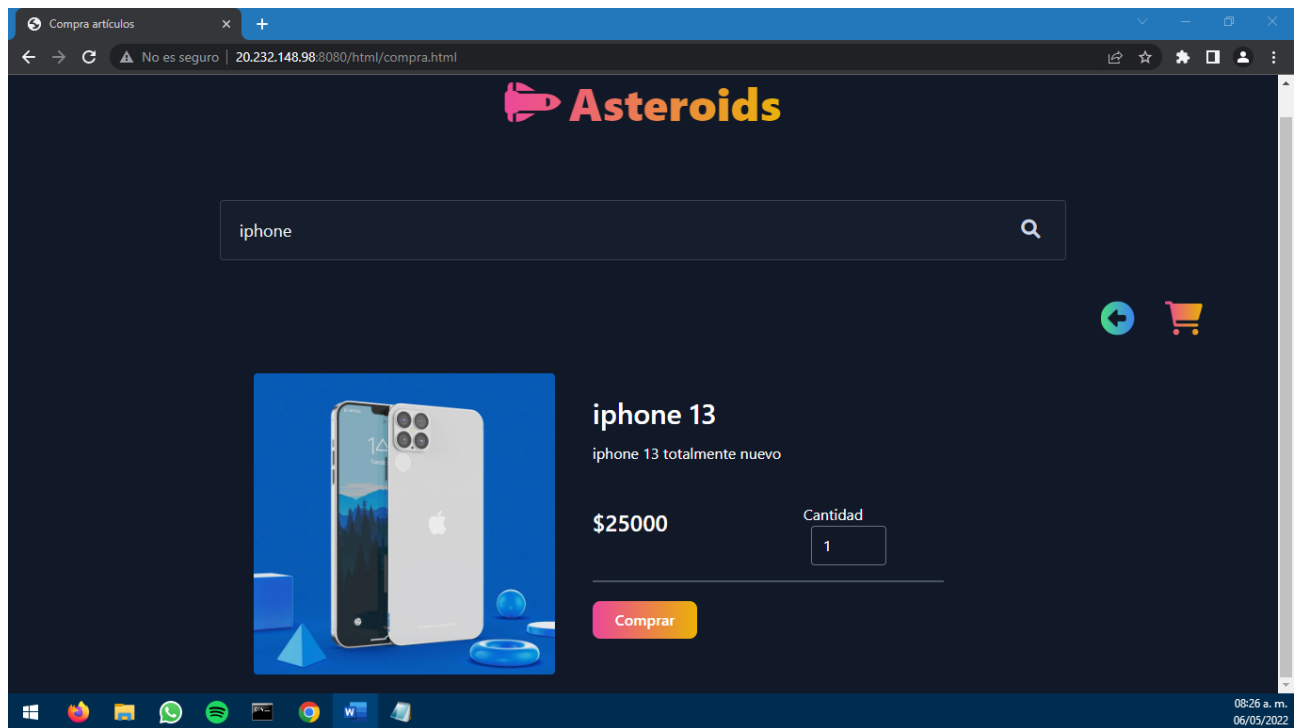 Compra artículos
No es seguro | 20.232.148.98:8080/html/compra.html
Asteroids
iphone
iphone 13
iphone 13 totalmente nuevo
$25000
Cantidad
1
Comprar
08:26 a. m.
06/05/2022